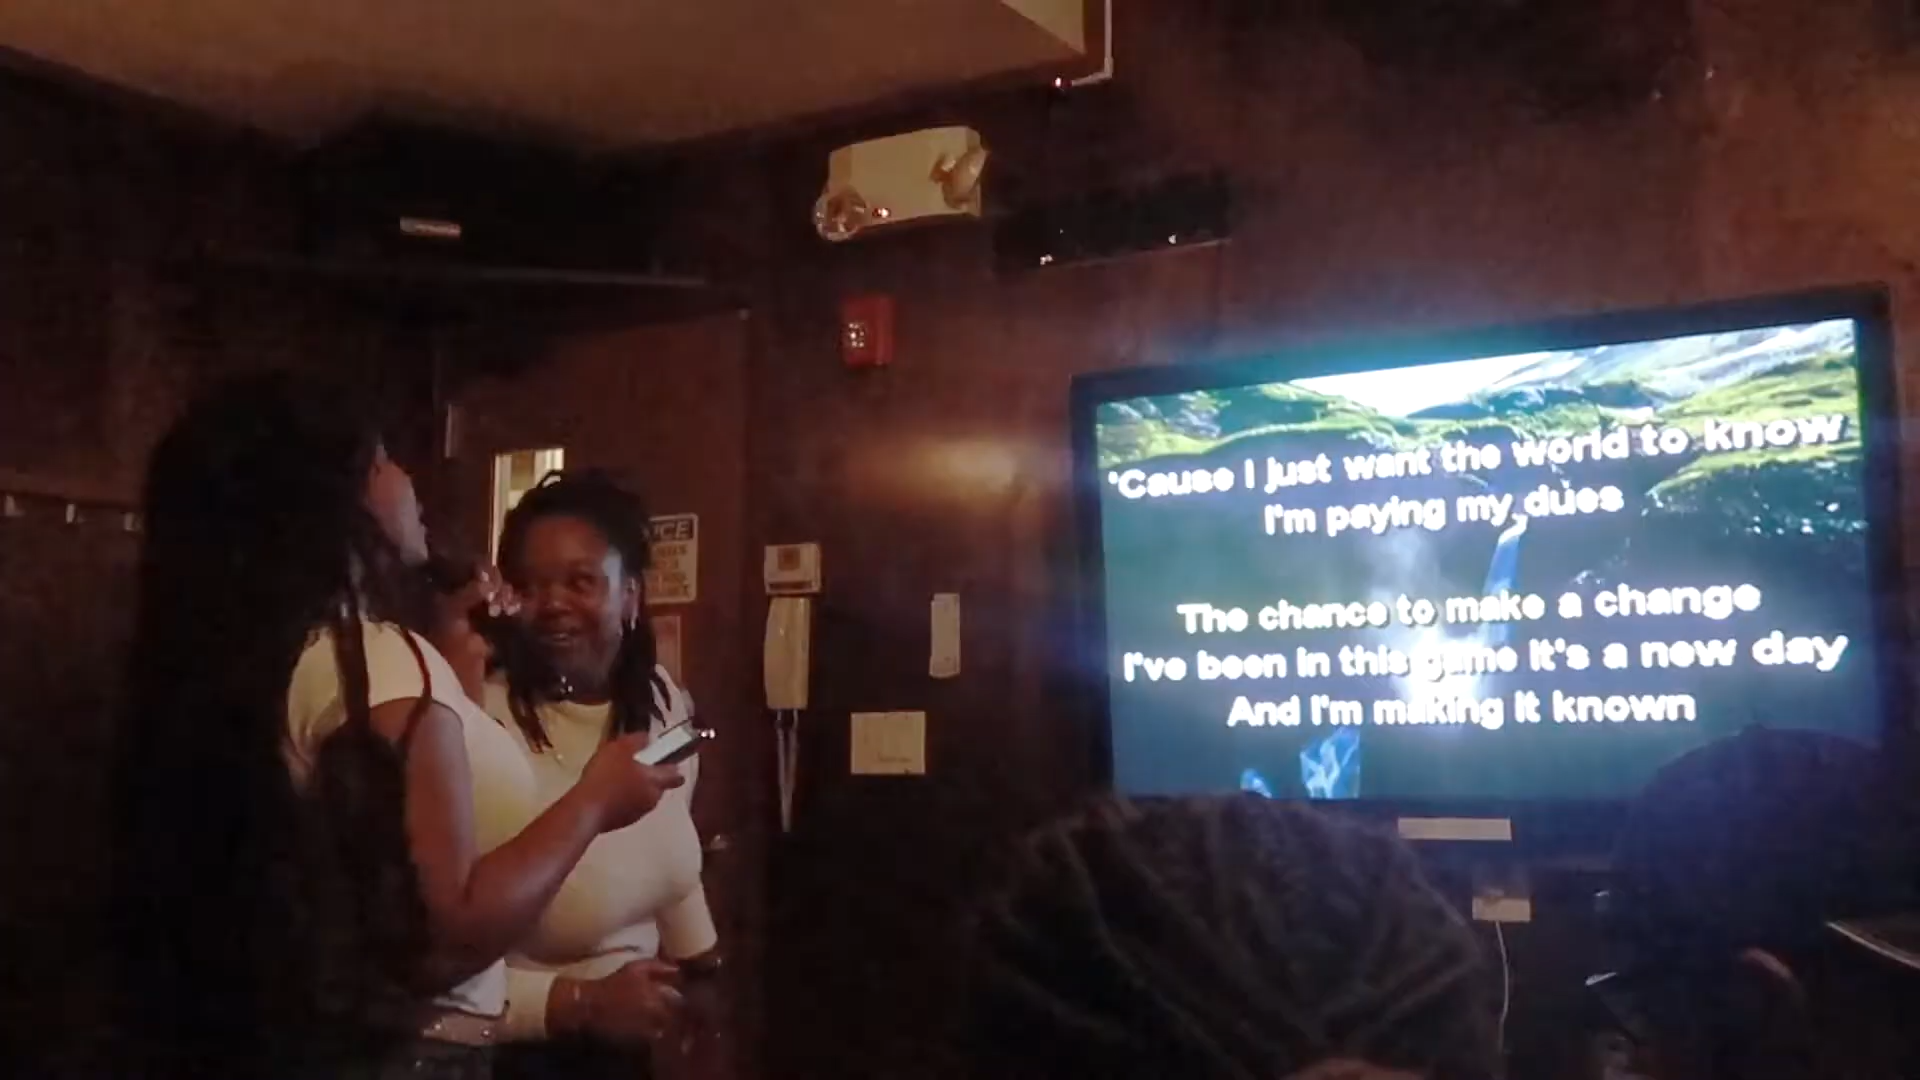 'Cause I just want the world to know
I'm paying my dues
The chance to make a change
I've been in this game it's a new day
And I'm making it known